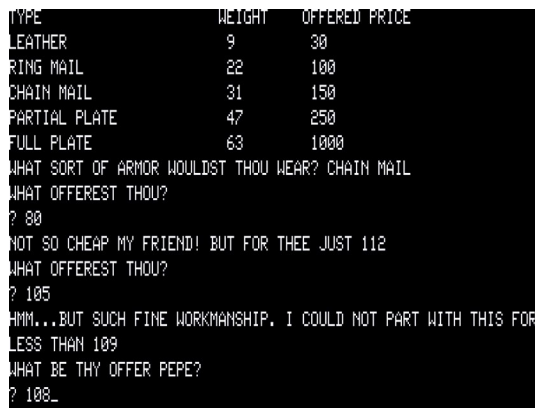 TYPE WEIGHT OFFERED PRICE
LEATHER 9 30
RING MAIL 22 100
CHAIN MAIL 31 150
PARTIAL PLATE 47 250
FULL PLATE 63 1000
WHAT SORT OF ARMOR WOULDST THOU WEAR? CHAIN MAIL
WHAT OFFEREST THOU?
? 80
NOT SO CHEAP MY FRIEND! BUT FOR THEE JUST 112
WHAT OFFEREST THOU?
? 105
HMM...BUT SUCH FINE WORKMANSHIP. I COULD NOT PART WITH THIS FOR
LESS THAN 109
WHAT BE THY OFFER PEPE?
? 108_